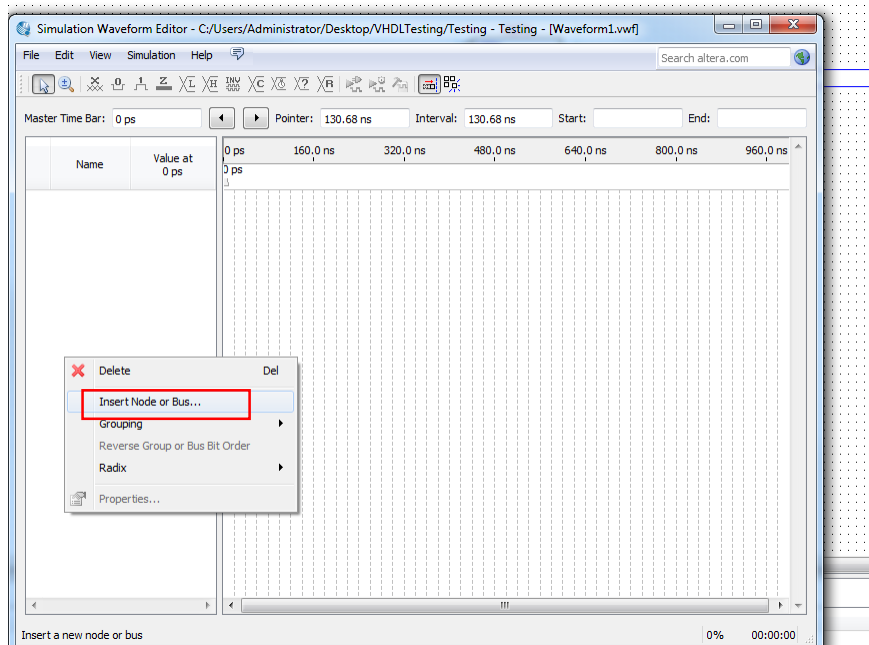 Simulation Waveform Editor - C:/Users/Administrator/Desktop/VHDLTesting/Testing - Testing - [Waveform1.vwf]
File Edit View Simulation Help
Search altera.com
Master Time Bar: 0 ps Pointer: 130.68 ns Interval: 130.68 ns Start: End:
Name Value at 0 ps
0 ps 160.0 ns 320.0 ns 480.0 ns 640.0 ns 800.0 ns 960.0 ns
0 ps
Delete Del
Insert Node or Bus...
Grouping
Reverse Group or Bus Bit Order
Radix
Properties...
Insert a new node or bus 0% 00:00:00